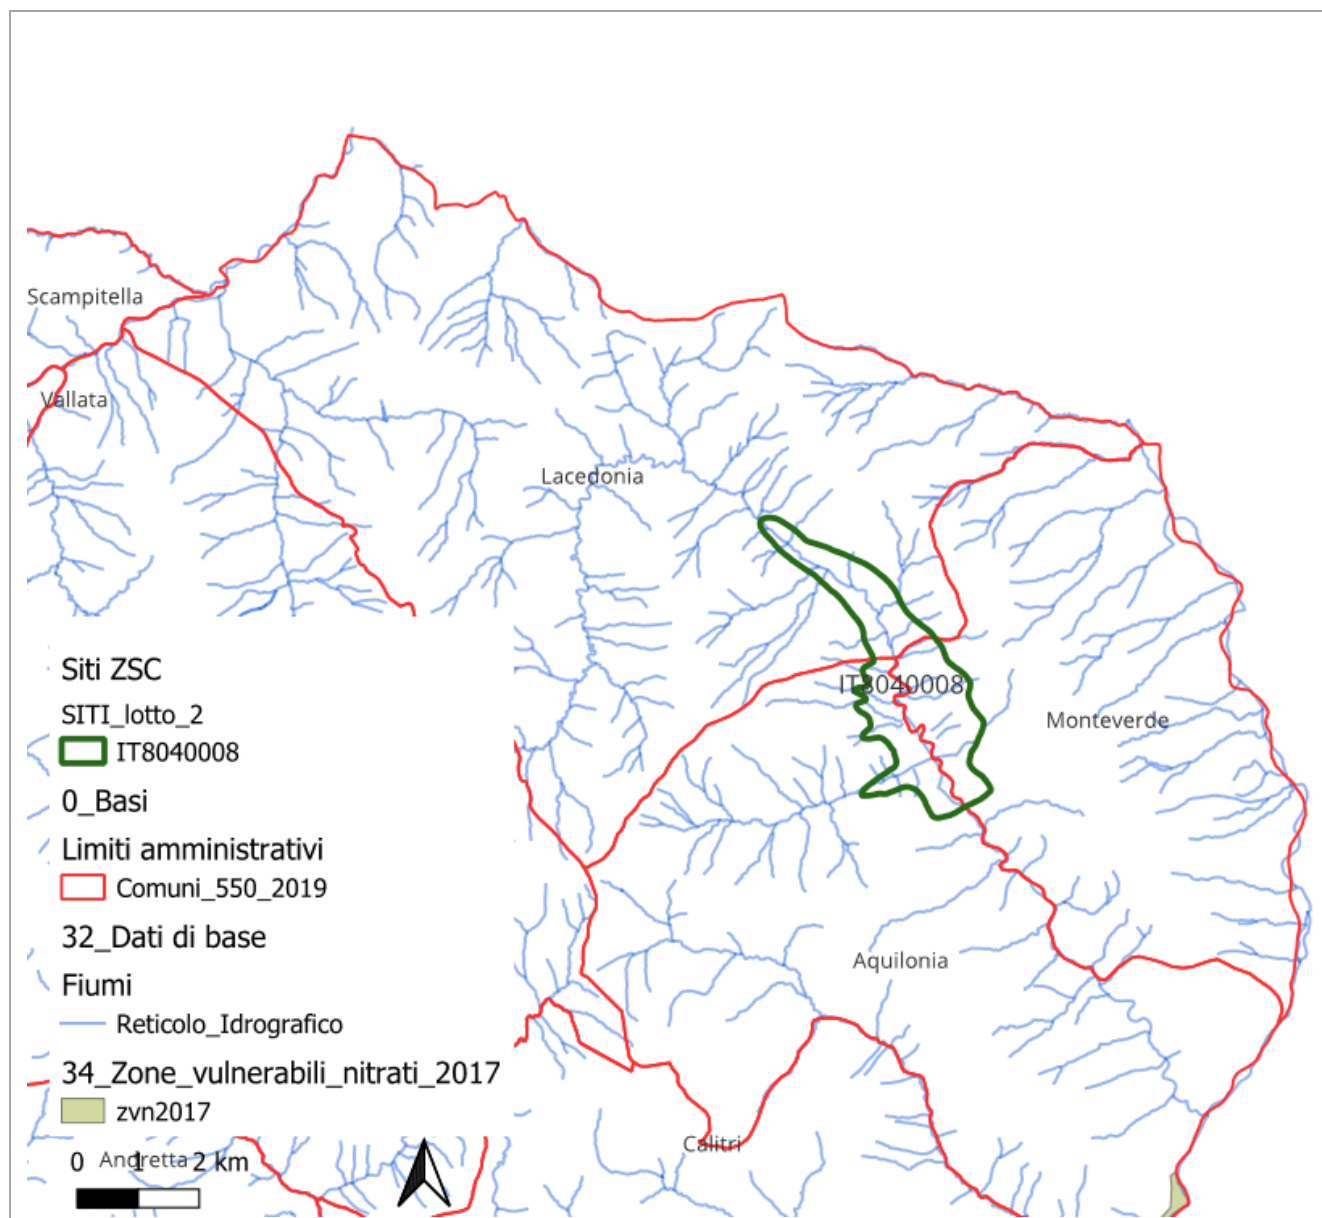 Scampitella
Vallata
Lacedonia
IT8040008
Monteverde
Siti ZSC
SITI_lotto_2
IT8040008
0_Basi
Limiti amministrativi
Comuni_550_2019
32_Dati di base
Fiumi
Reticolo_Idrografico
34_Zone_vulnerabili_nitrati_2017
zvn2017
Aquilonia
Calitri
Andretta
0 1 2 km